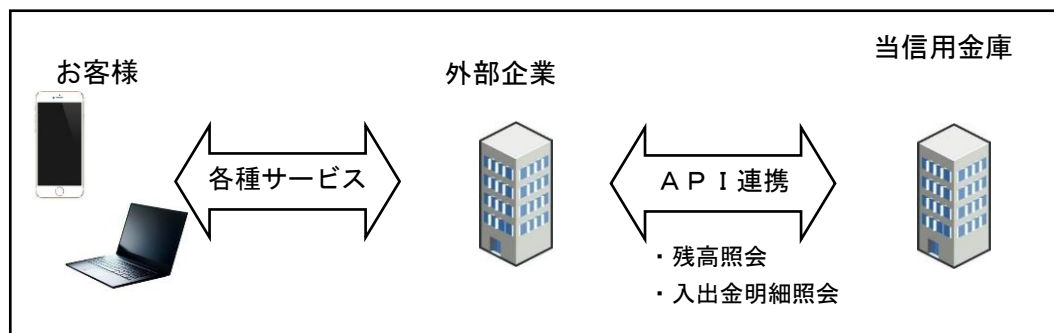 お客様
外部企業
当信用金庫
各種サービス
ＡＰＩ連携
・残高照会
・入出金明細照会